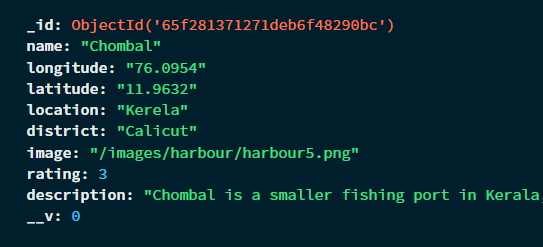 _id: ObjectId('65f281371271deb6f48290bc')
name: "Chombal"
longitude: "76.0954"
latitude: "11.9632"
location: "Kerela"
district: "Calicut"
image: "/images/harbour/harbour5.png"
rating: 3
description: "Chombal is a smaller fishing port in Kerala,
__v: 0